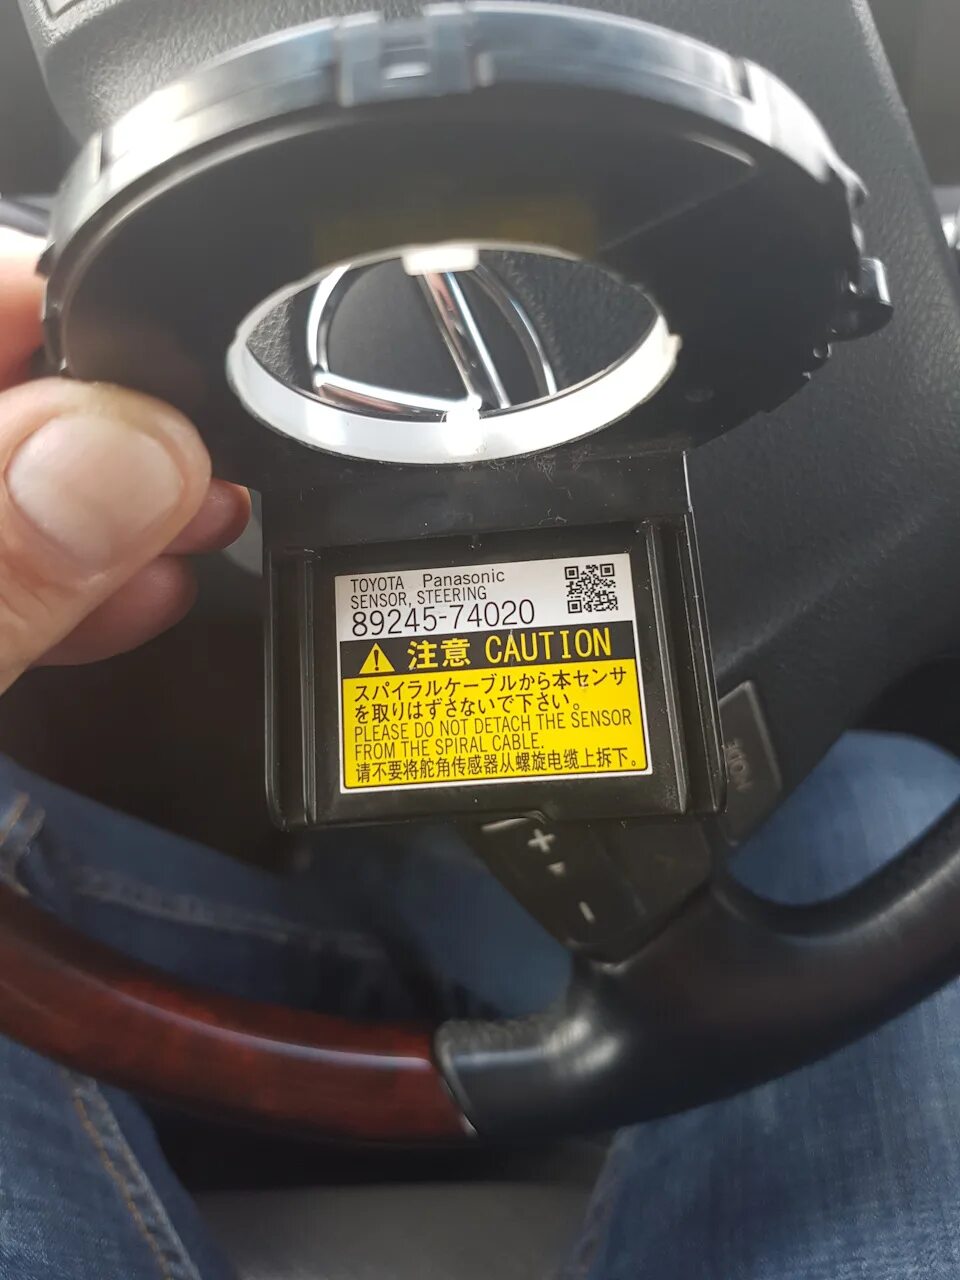 TOYOTA Panasonic
SENSOR, STEERING
89245-74020
注意 CAUTION
スパイラルケーブルから本センサ
を取りはずさないで下さい。
PLEASE DO NOT DETACH THE SENSOR
FROM THE SPIRAL CABLE.
请不要将舵角传感器从螺旋电缆上拆下。
+
-